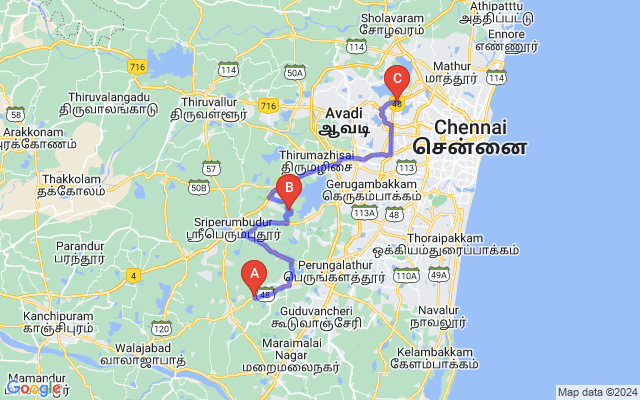 Sholavaram
சோழவரம்
Athipatttu
அத்திப்பட்டு
Ennore
எண்ணூர்
114
716
50A
114
Mathur
மாத்தூர்
Thiruvalangadu
திருவாலங்காடு
Thiruvallur
திருவள்ளூர்
716
C
48
Avadi
ஆவடி
Chennai
சென்னை
58
Arakkonam
அரக்கோணம்
Thirumazhisai
திருமழிசை
57
113
Thakkolam
தக்கோலம்
50B
B
Gerugambakkam
கெருகம்பாக்கம்
113A
48
Sriperumbudur
ஸ்ரீபெரும்புதூர்
Thoraipakkam
ஒக்கியம்துரைப்பாக்கம்
Parandur
பரந்தூர்
4
A
48
Perungalathur
பெருங்களத்தூர்
110A
49A
Kanchipuram
காஞ்சிபுரம்
120
Guduvancheri
கூடுவாஞ்சேரி
Navalur
நாவலூர்
Walajabad
வாலாஜாபாத்
Maraimalai
Nagar
மறைமலைநகர்
Kelambakkam
கேளம்பாக்கம்
Mamandur
மாமண்டூர்
Google
Map data ©2024